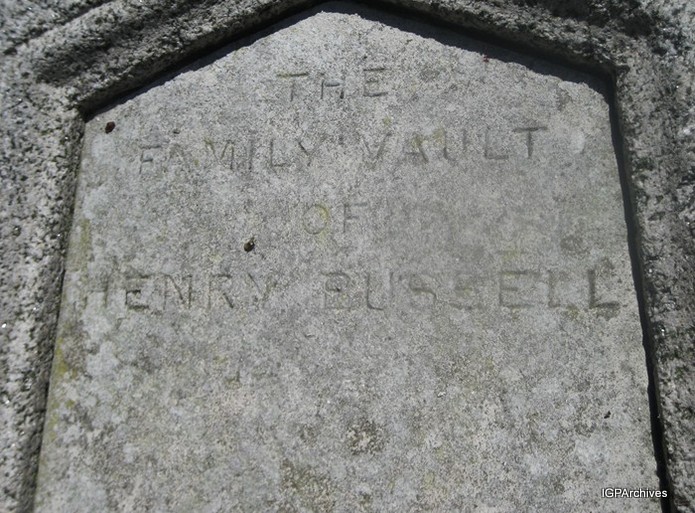 THE
FAMILY VAULT
OF
HENRY BUSSELL
IGPArchives